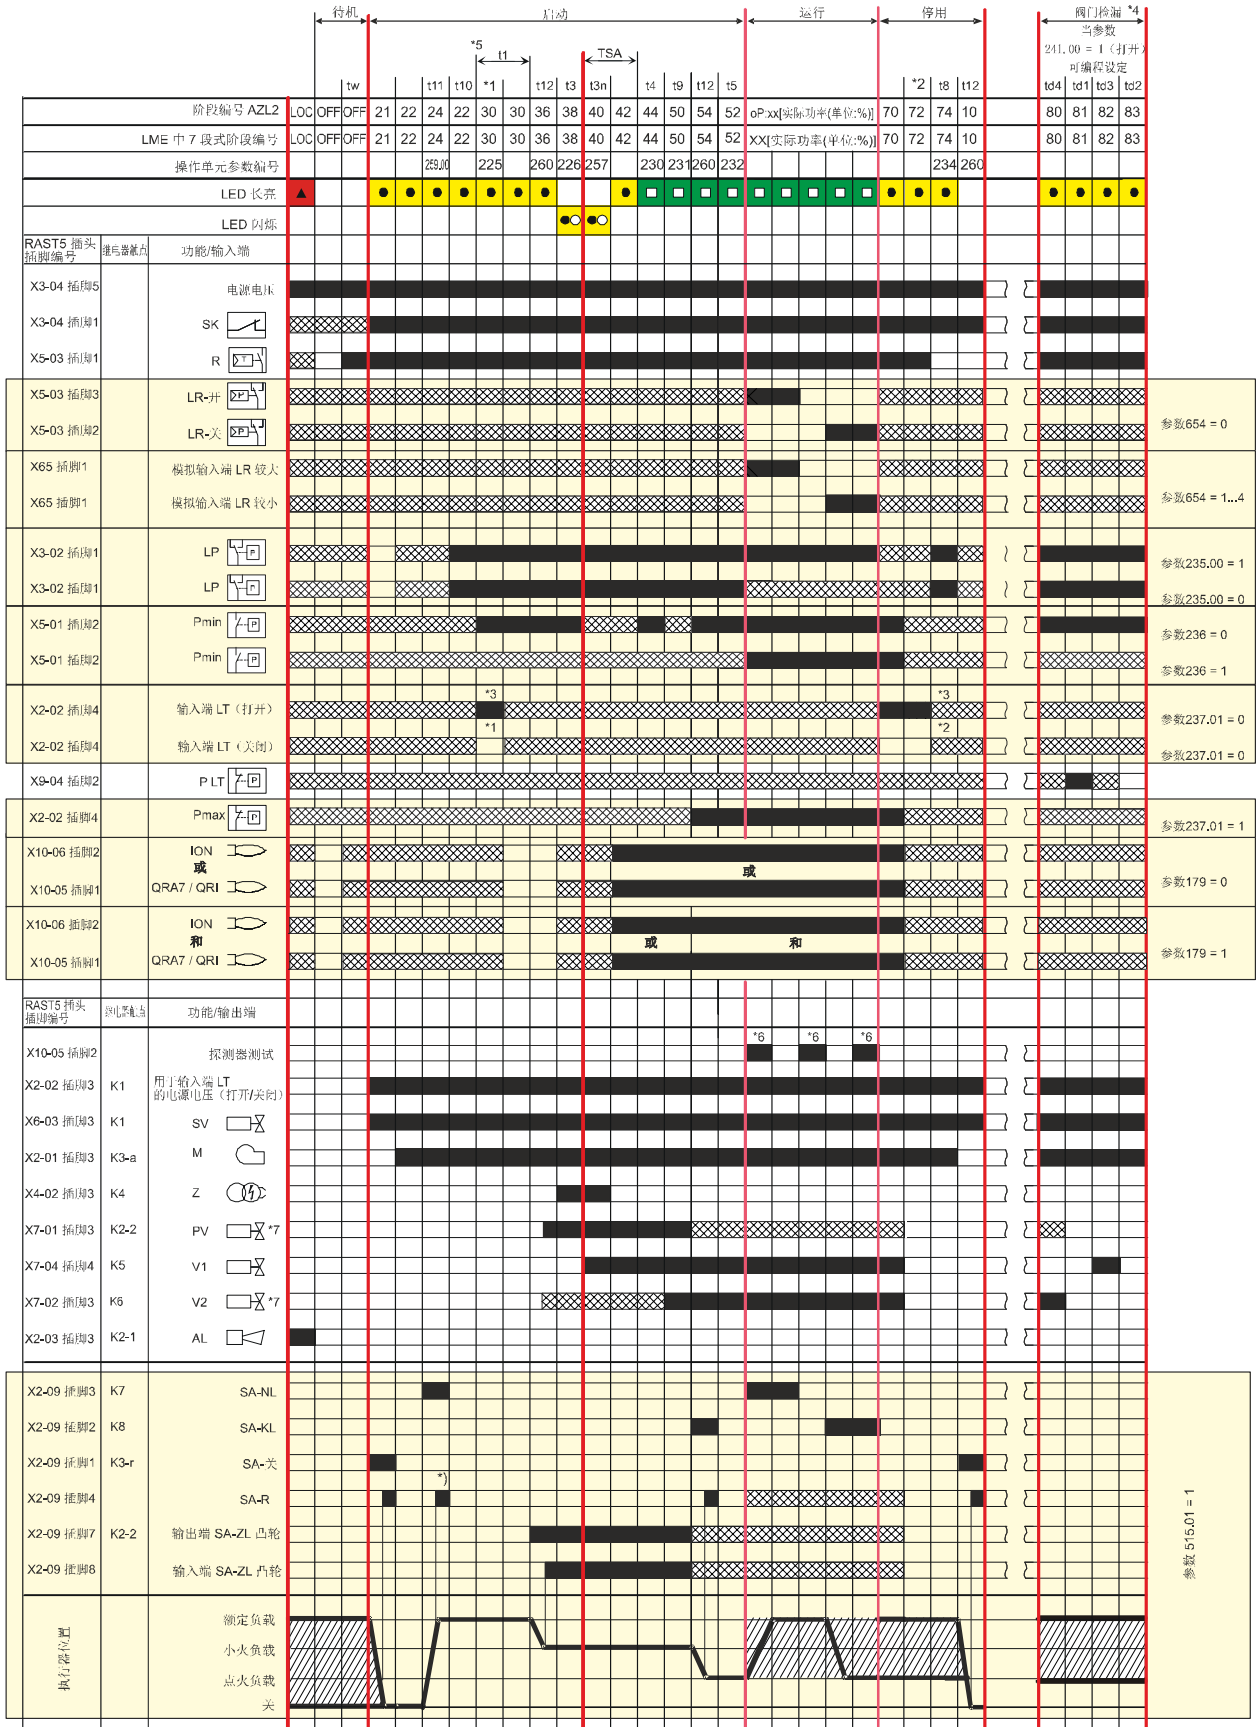 待机 启动 运行 停用 阀门检漏 *4
当参数
241.00 = 1（打开）
可编程设定
*5 t1 TSA
tw t11 t10 *1 t12 t3 t3n t4 t9 t12 t5 *2 t8 t12 td4 td1 td3 td2
阶段编号 AZL2 LOC OFF OFF 21 22 24 22 30 30 36 38 40 42 44 50 54 52 oP:xx[实际功率(单位:%)] 70 72 74 10 80 81 82 83
LME 中 7 段式阶段编号 LOC OFF OFF 21 22 24 22 30 30 36 38 40 42 44 50 54 52 XX[实际功率(单位:%)] 70 72 74 10 80 81 82 83
操作单元参数编号 259.00 225 260 226 257 230 231 260 232 234 260
LED 长亮
LED 闪烁
RAST5 插头
插脚编号 继电器触点 功能/输入端
X3-04 插脚5 电源电压
X3-04 插脚1 SK
X5-03 插脚1 R
X5-03 插脚3 LR-开
X5-03 插脚2 LR-关
参数654 = 0
X65 插脚1 模拟输入端 LR 较大
X65 插脚1 模拟输入端 LR 较小
参数654 = 1...4
X3-02 插脚1 LP
参数235.00 = 1
X3-02 插脚1 LP
参数235.00 = 0
X5-01 插脚2 Pmin
参数236 = 0
X5-01 插脚2 Pmin
参数236 = 1
*3 *3
X2-02 插脚4 输入端 LT（打开）
参数237.01 = 0
*1 *2
X2-02 插脚4 输入端 LT（关闭）
参数237.01 = 0
X9-04 插脚2 P LT
X2-02 插脚4 Pmax
参数237.01 = 1
X10-06 插脚2 ION
或 或
参数179 = 0
X10-05 插脚1 QRA7 / QRI
X10-06 插脚2 ION
和 或 和
参数179 = 1
X10-05 插脚1 QRA7 / QRI
RAST5 插头
插脚编号 继电器触点 功能/输出端
*6 *6 *6
X10-05 插脚2 探测器测试
X2-02 插脚3 K1 用于输入端 LT
的电源电压（打开/关闭）
X6-03 插脚3 K1 SV
X2-01 插脚3 K3-a M
X4-02 插脚3 K4 Z
X7-01 插脚3 K2-2 PV *7
X7-04 插脚4 K5 V1
X7-02 插脚3 K6 V2 *7
X2-03 插脚3 K2-1 AL
X2-09 插脚3 K7 SA-NL
X2-09 插脚2 K8 SA-KL
X2-09 插脚1 K3-r SA-关
*)
X2-09 插脚4 SA-R
X2-09 插脚7 K2-2 输出端 SA-ZL 凸轮
X2-09 插脚8 输入端 SA-ZL 凸轮
参数 515.01 = 1
执行器位置
额定负载
小火负载
点火负载
关